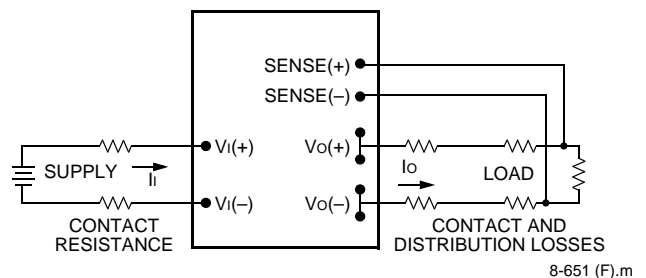 SENSE(+)
SENSE(–)
VI(+)
VO(+)
SUPPLY
II
IO
LOAD
VI(–)
VO(–)
CONTACT
RESISTANCE
CONTACT AND
DISTRIBUTION LOSSES
8-651 (F).m